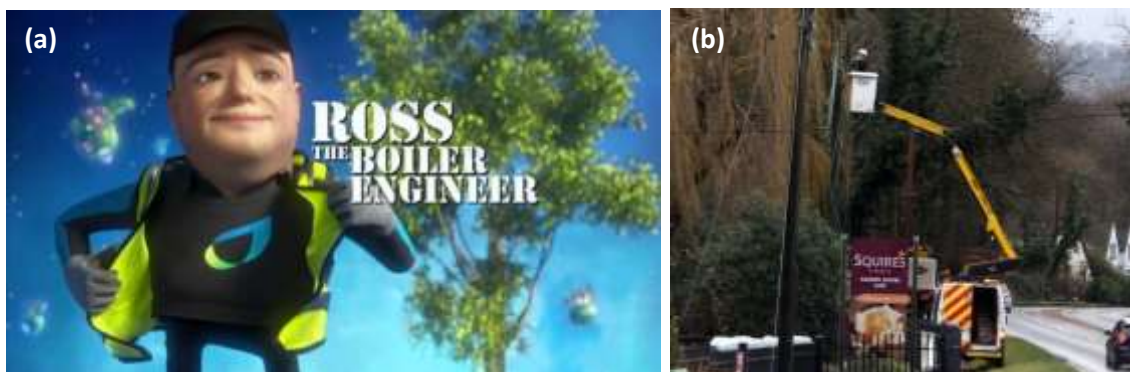 (a)
ROSS
THE BOILER
ENGINEER
(b)
SQUIRES